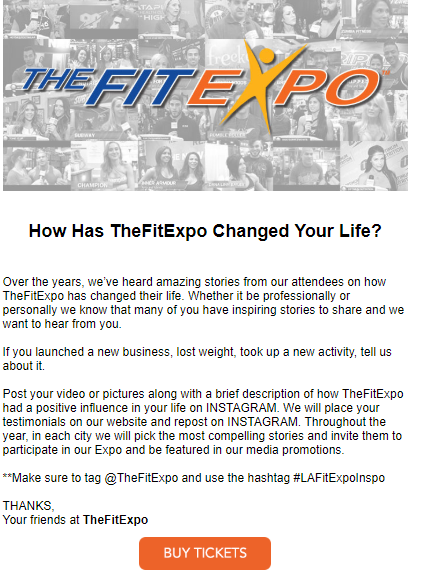 THEFITEXPO
SUBWAY
CHAMPION
How Has TheFitExpo Changed Your Life?
Over the years, we've heard amazing stories from our attendees on how
TheFitExpo has changed their life. Whether it be professionally or
personally we know that many of you have inspiring stories to share and we
want to hear from you.
If you launched a new business, lost weight, took up a new activity, tell us
about it.
Post your video or pictures along with a brief description of how TheFitExpo
had a positive influence in your life on INSTAGRAM. We will place your
testimonials on our website and repost on INSTAGRAM. Throughout the
year, in each city we will pick the most compelling stories and invite them to
participate in our Expo and be featured in our media promotions.
**Make sure to tag @TheFitExpo and use the hashtag #LAFitExpoInspo
THANKS,
Your friends at TheFitExpo
BUY TICKETS